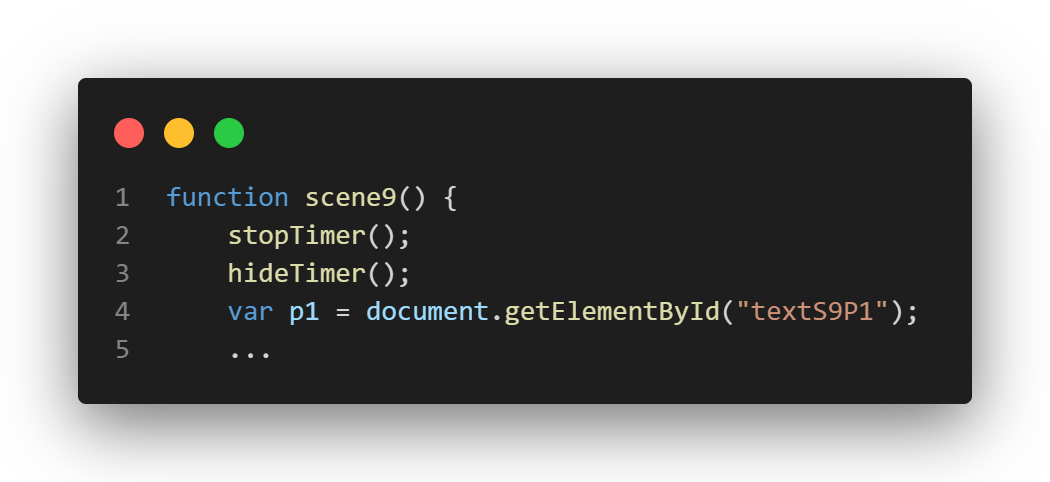 1 function scene9() {
2 stopTimer();
3 hideTimer();
4 var p1 = document.getElementById("textS9P1");
5 ...